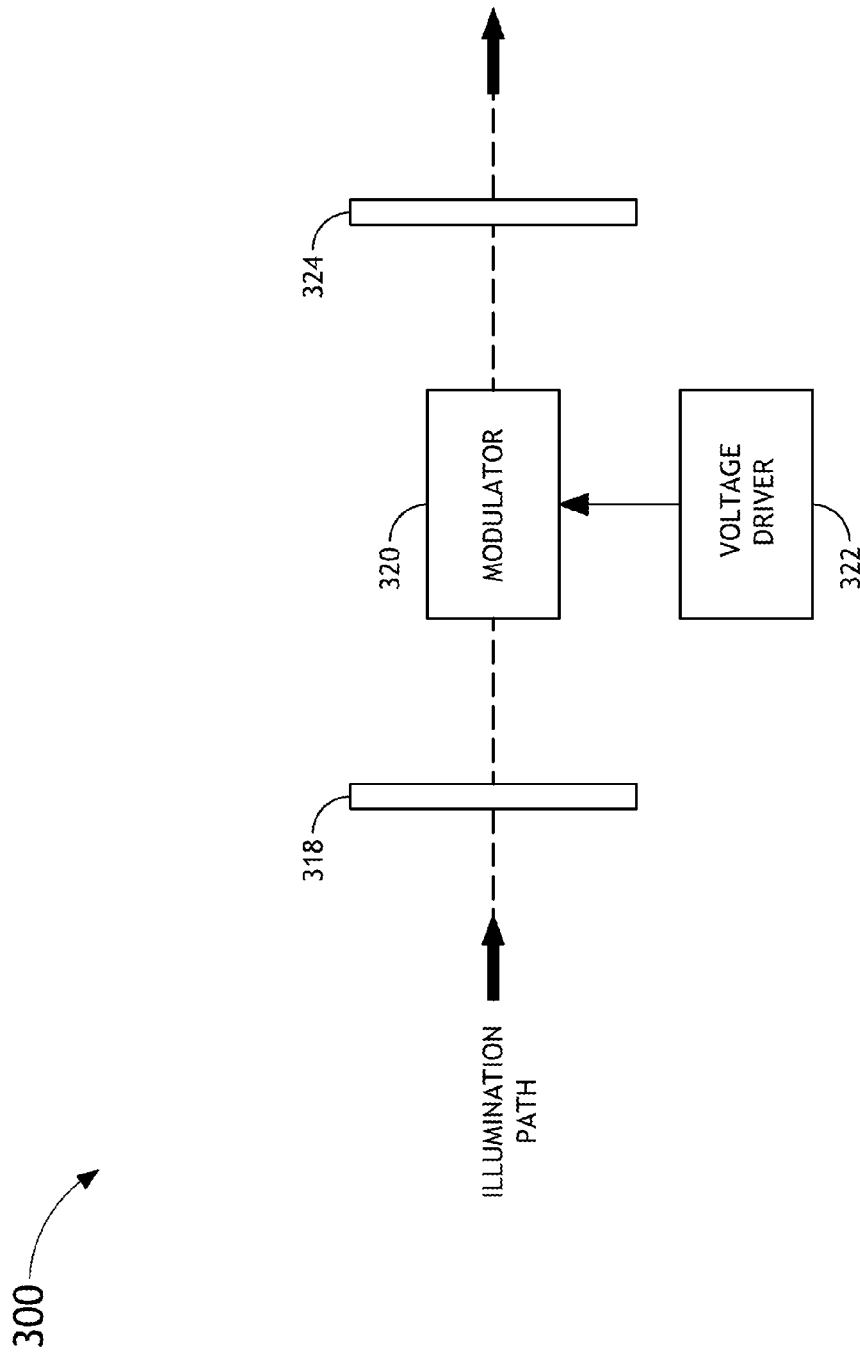 300
ILLUMINATION
PATH
318
320
MODULATOR
324
VOLTAGE
DRIVER
322